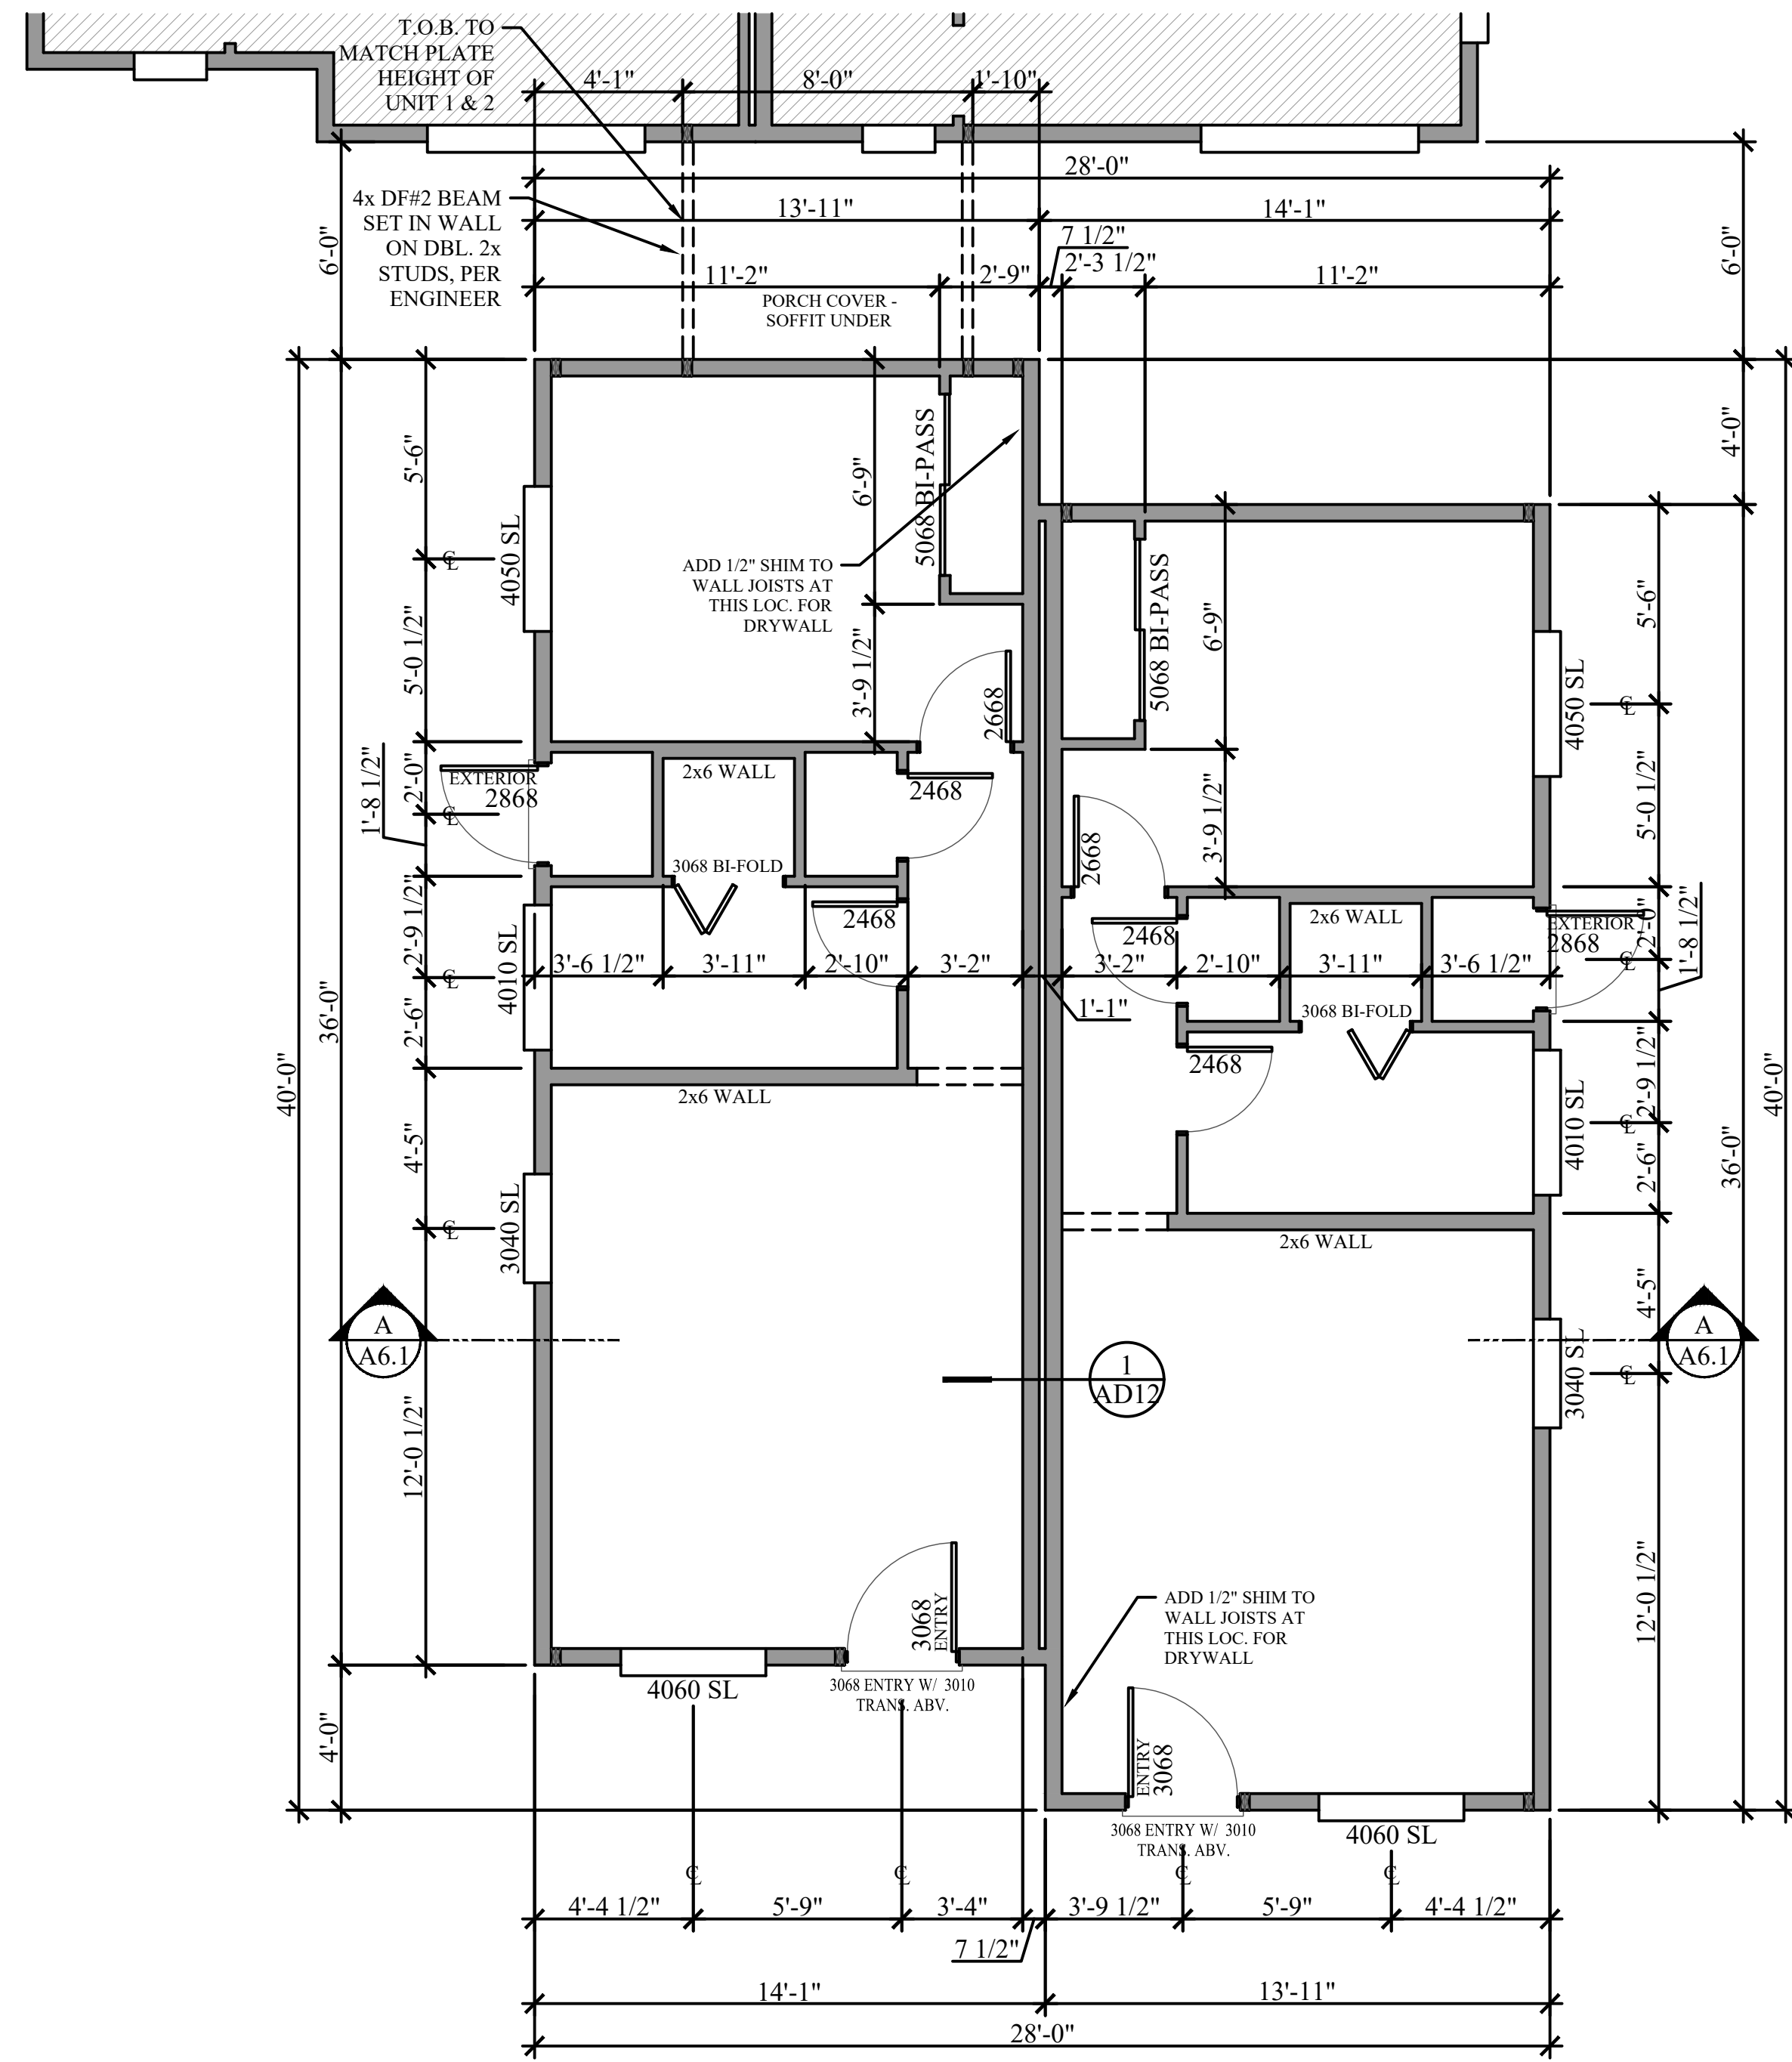 T.O.B. TO
MATCH PLATE
HEIGHT OF
UNIT 1 & 2
4'-1"
8'-0"
1'-10"
28'-0"
4x DF#2 BEAM
SET IN WALL
ON DBL. 2x
STUDS, PER
ENGINEER
13'-11"
14'-1"
6'-0"
6'-0"
7 1/2"
2'-3 1/2"
11'-2"
2'-9"
11'-2"
PORCH COVER -
SOFFIT UNDER
5'-6"
6'-9"
5068 BI-PASS
4'-0"
4050 SL
ADD 1/2" SHIM TO
WALL JOISTS AT
THIS LOC. FOR
DRYWALL
5068 BI-PASS
6'-9"
5'-6"
5'-0 1/2"
3'-9 1/2"
2668
4050 SL
1'-8 1/2"
2'-0"
EXTERIOR
2868
2x6 WALL
2468
3'-9 1/2"
2668
5'-0 1/2"
3068 BI-FOLD
2468
2468
2x6 WALL
EXTERIOR
2868
2'-0"
1'-8 1/2"
2'-9 1/2"
4010 SL
3'-6 1/2"
3'-11"
2'-10"
3'-2"
3'-2"
2'-10"
3'-11"
3'-6 1/2"
1'-1"
3068 BI-FOLD
2'-6"
36'-0"
40'-0"
2468
2'-9 1/2"
4010 SL
40'-0"
2x6 WALL
4'-5"
2'-6"
36'-0"
3040 SL
2x6 WALL
4'-5"
A
A6.1
1
AD12
3040 SL
A
A6.1
12'-0 1/2"
12'-0 1/2"
3068
ENTRY
ADD 1/2" SHIM TO
WALL JOISTS AT
THIS LOC. FOR
DRYWALL
4060 SL
3068 ENTRY W/ 3010
TRANS. ABV.
4'-0"
ENTRY
3068
3068 ENTRY W/ 3010
TRANS. ABV.
4060 SL
4'-4 1/2"
5'-9"
3'-4"
3'-9 1/2"
5'-9"
4'-4 1/2"
7 1/2"
14'-1"
13'-11"
28'-0"